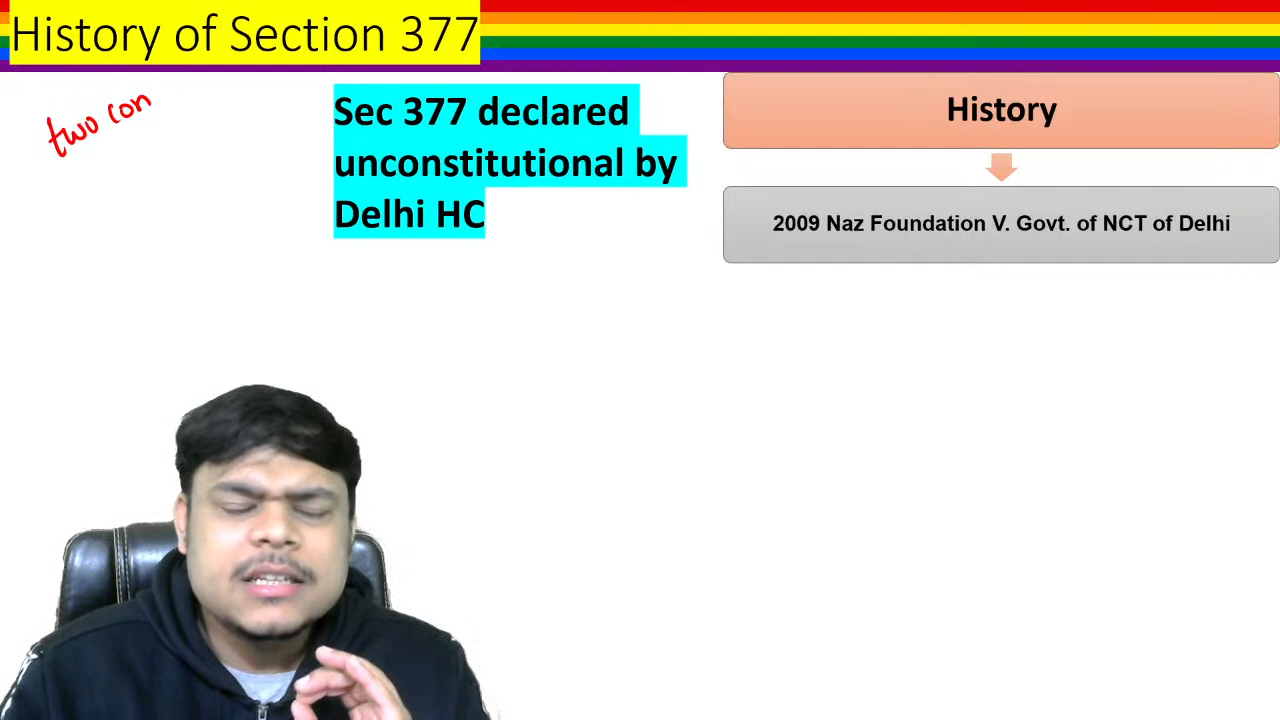 History of Section 377
two con
Sec 377 declared
unconstitutional by
Delhi HC
History
2009 Naz Foundation V. Govt. of NCT of Delhi